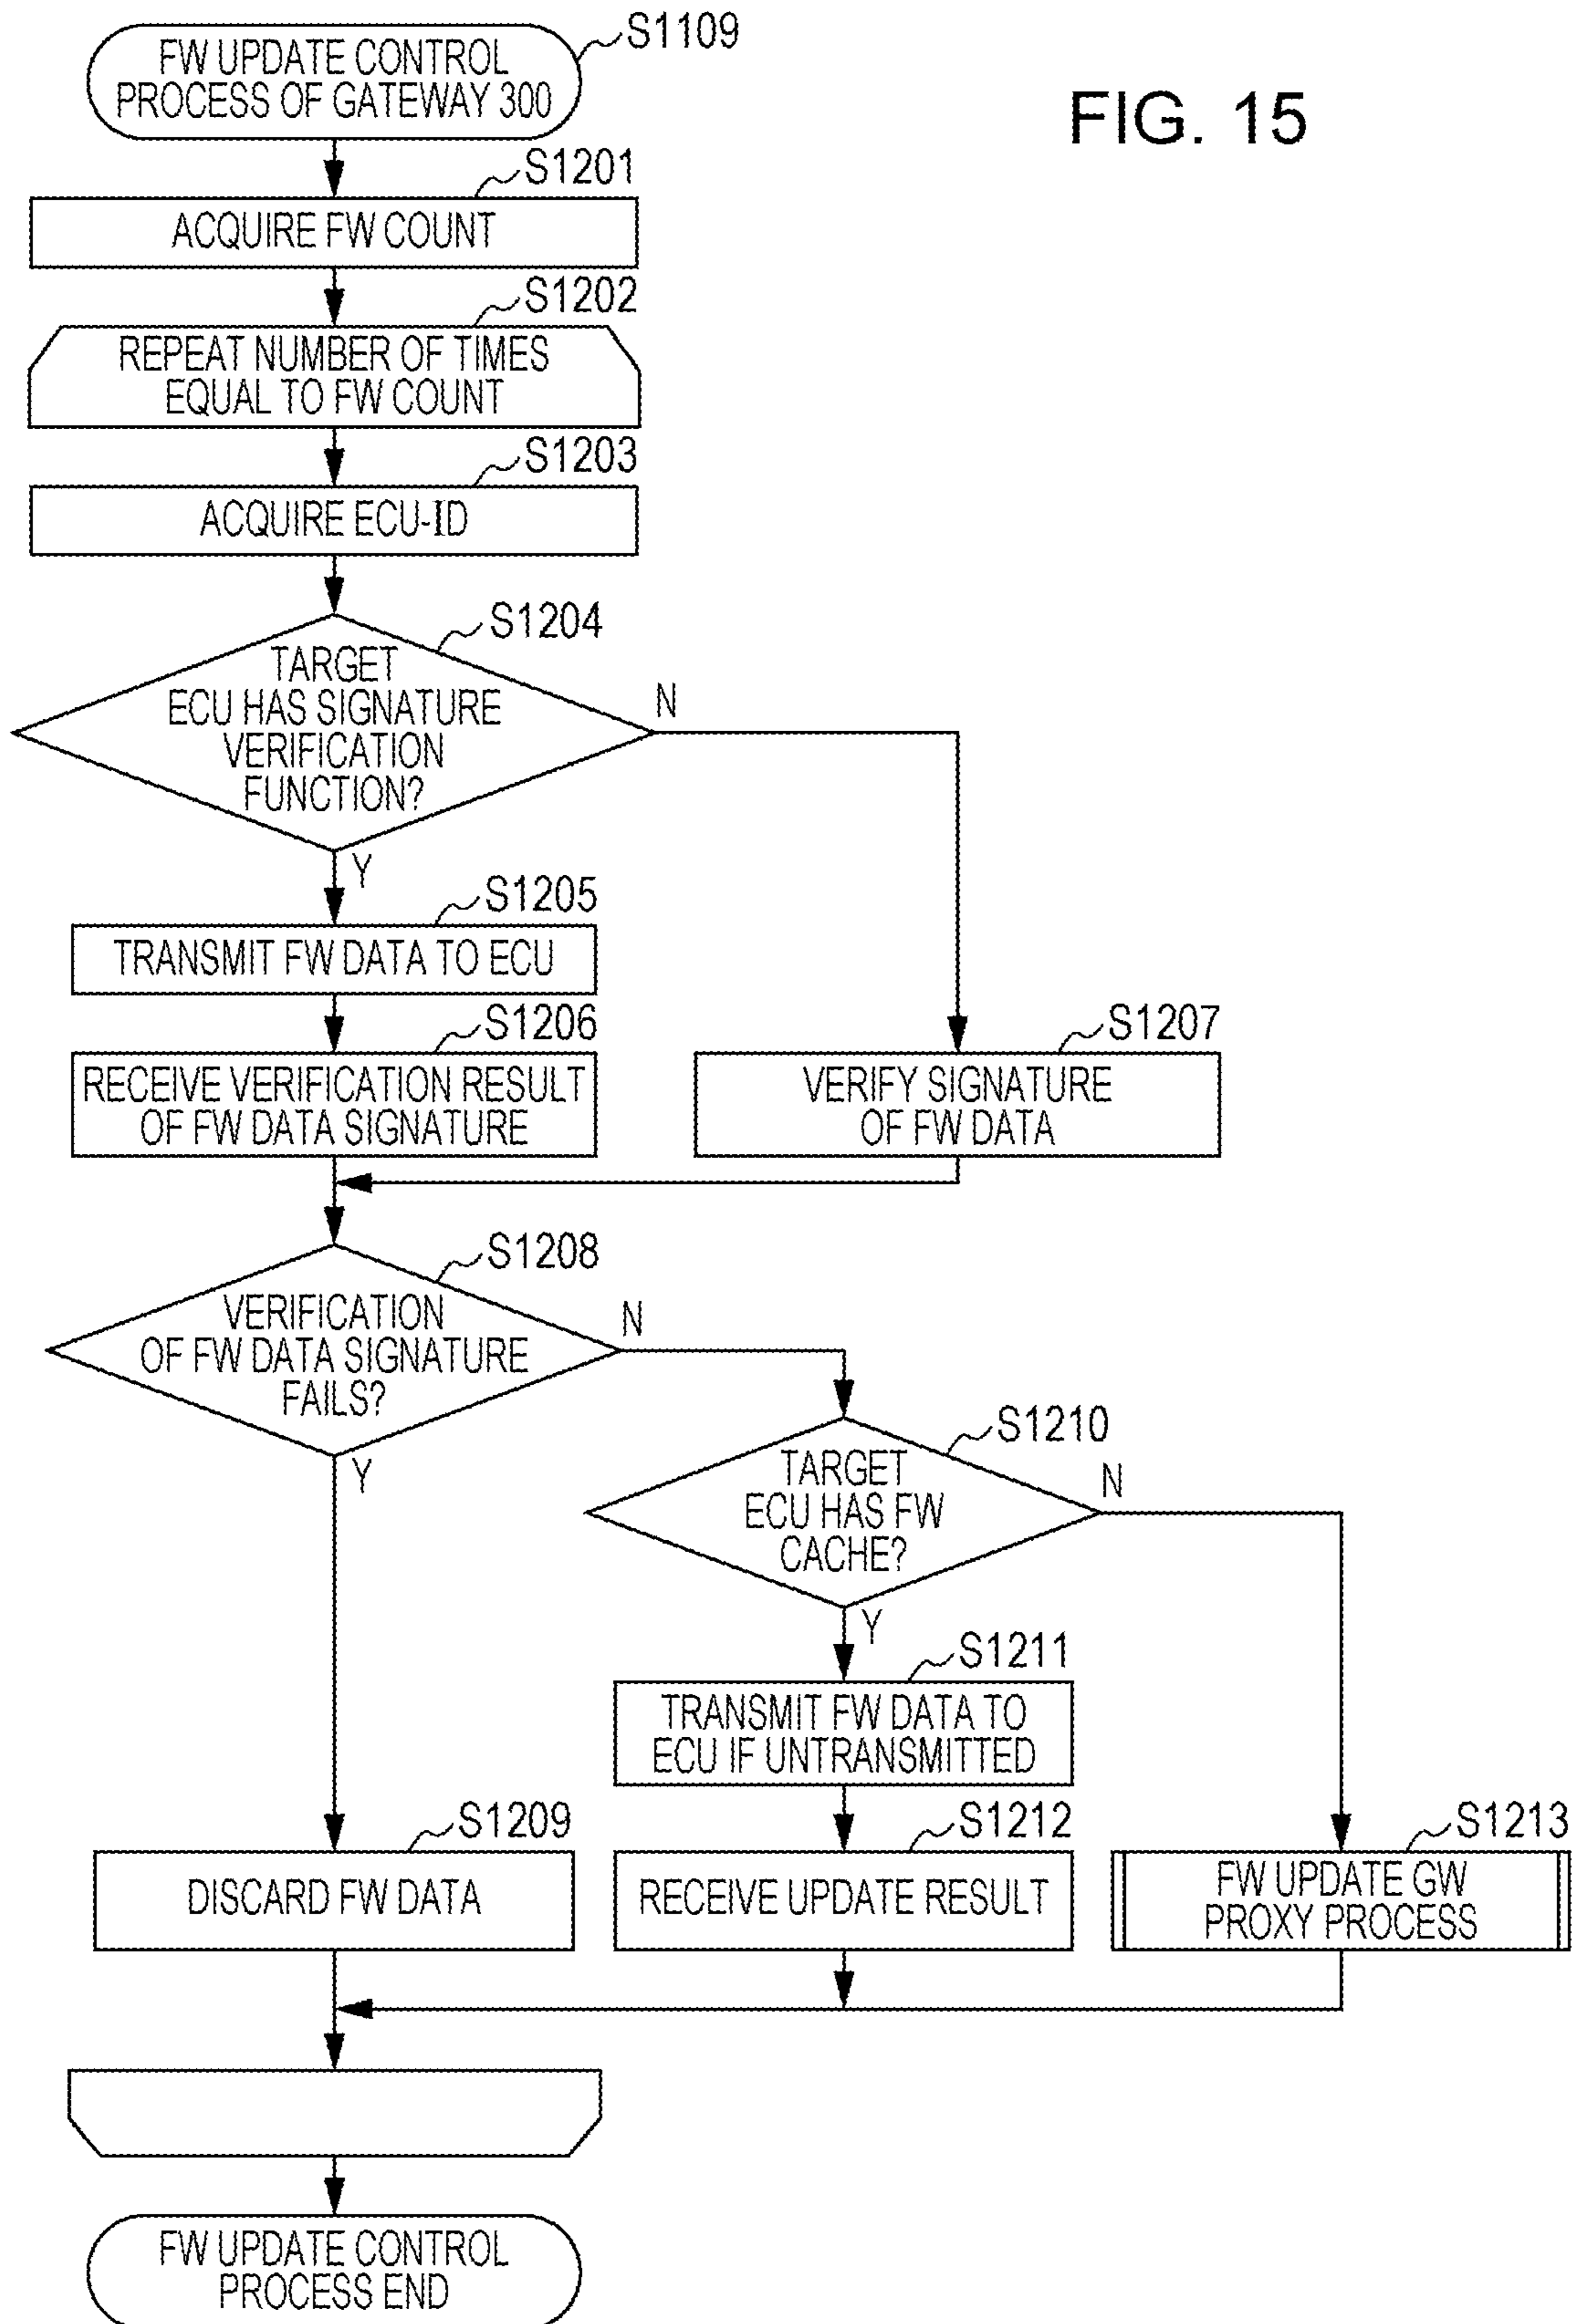 S1109
FW UPDATE CONTROL
PROCESS OF GATEWAY 300
FIG. 15
S1201
ACQUIRE FW COUNT
S1202
REPEAT NUMBER OF TIMES
EQUAL TO FW COUNT
S1203
ACQUIRE ECU-ID
S1204
TARGET
ECU HAS SIGNATURE
VERIFICATION
FUNCTION?
N
Y
S1205
TRANSMIT FW DATA TO ECU
S1206
RECEIVE VERIFICATION RESULT
OF FW DATA SIGNATURE
S1207
VERIFY SIGNATURE
OF FW DATA
S1208
VERIFICATION
OF FW DATA SIGNATURE
FAILS?
N
Y
S1210
TARGET
ECU HAS FW
CACHE?
N
Y
S1211
TRANSMIT FW DATA TO
ECU IF UNTRANSMITTED
S1209
DISCARD FW DATA
S1212
RECEIVE UPDATE RESULT
S1213
FW UPDATE GW
PROXY PROCESS
FW UPDATE CONTROL
PROCESS END